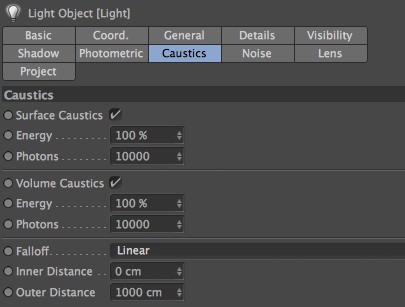 Light Object [Light]
Basic Coord. General Details Visibility
Shadow Photometric Caustics Noise Lens
Project
Caustics
Surface Caustics ✓
Energy ........ 100 %
Photons ....... 10000
Volume Caustics ✓
Energy ........ 100 %
Photons ....... 10000
Falloff......... Linear
Inner Distance .. 0 cm
Outer Distance 1000 cm